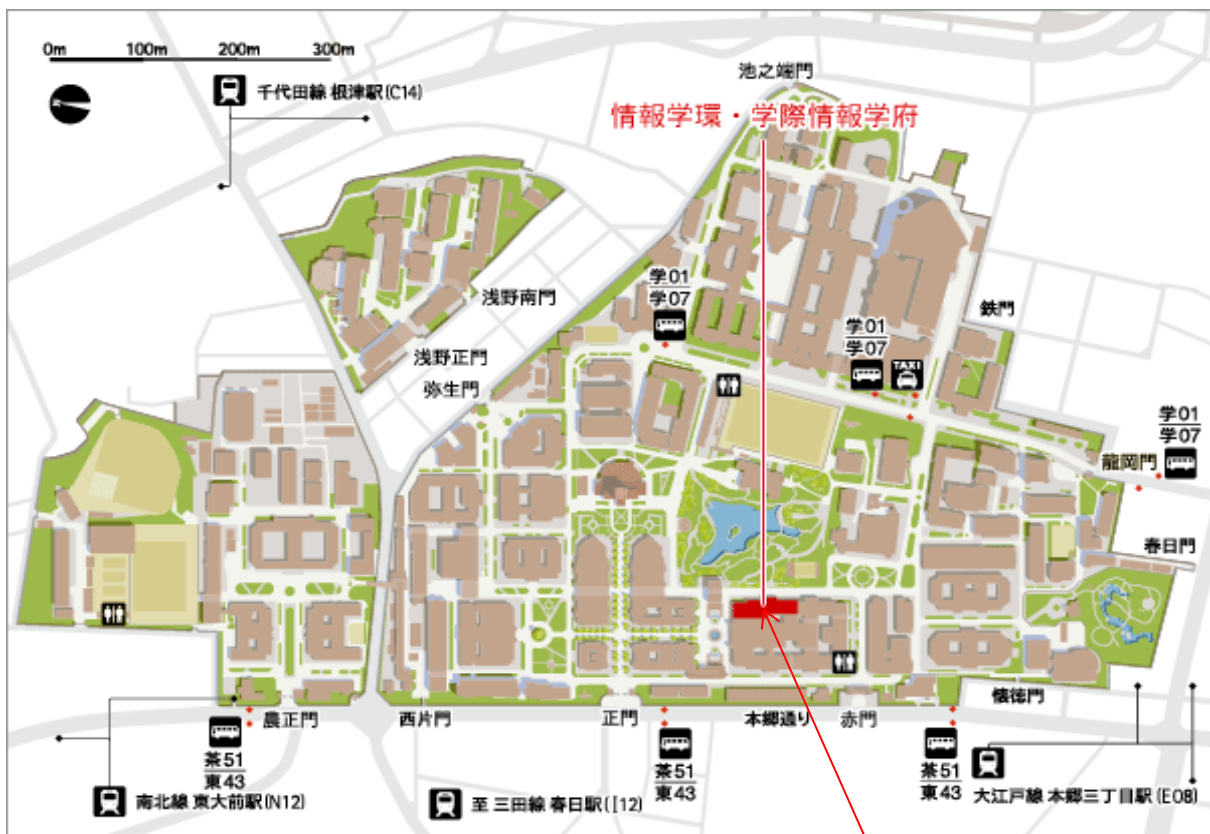 0m 100m 200m 300m
千代田線 根津駅(C14)
池之端門
情報学環・学際情報学府
浅野南門
学01
学07
鉄門
学01
学07
TAXI
浅野正門
弥生門
学01
学07
龍岡門
春日門
懐徳門
農正門
西片門
正門
本郷通り
赤門
茶51
東43
茶51
東43
茶51
東43
南北線 東大前駅(N12)
至 三田線 春日駅(I12)
大江戸線 本郷三丁目駅(E08)